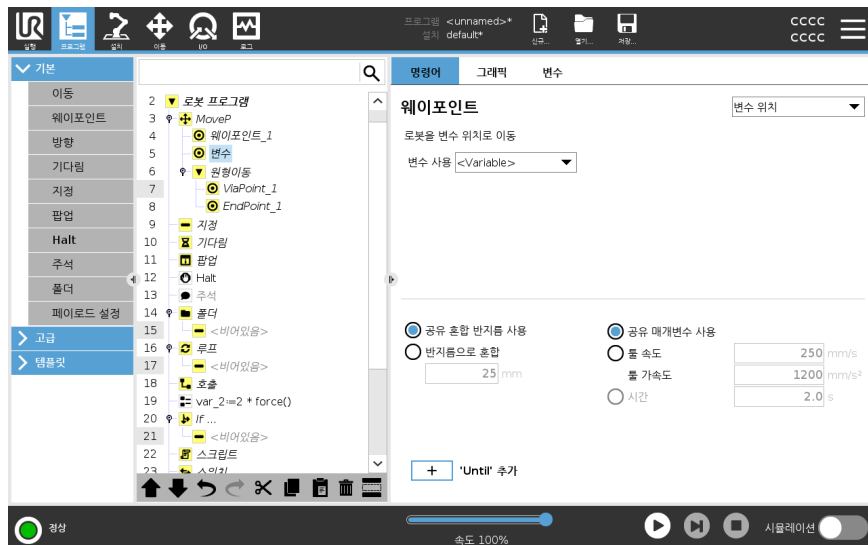 UR
실행
프로그램
설치
이동
I/O
로그
프로그램 <unnamed>*
설치 default*
신규...
열기...
저장...
CCCC
CCCC
기본
이동
웨이포인트
방향
기다림
지정
팝업
Halt
주석
폴더
페이로드 설정
고급
템플릿
2 로봇 프로그램
3 MoveP
4 웨이포인트_1
5 변수
6 원형이동
7 ViaPoint_1
8 EndPoint_1
9 지정
10 기다림
11 팝업
12 Halt
13 주석
14 폴더
15 <비어있음>
16 루프
17 <비어있음>
18 호출
19 var_2≔2 * force()
20 If ...
21 <비어있음>
22 스크립트
23 스위치
명령어 그래픽 변수
웨이포인트
변수 위치
로봇을 변수 위치로 이동
변수 사용 <Variable>
공유 혼합 반지름 사용
반지름으로 혼합
25 mm
공유 매개변수 사용
툴 속도 250 mm/s
툴 가속도 1200 mm/s²
시간 2.0 s
+ 'Until' 추가
정상
속도 100%
시뮬레이션